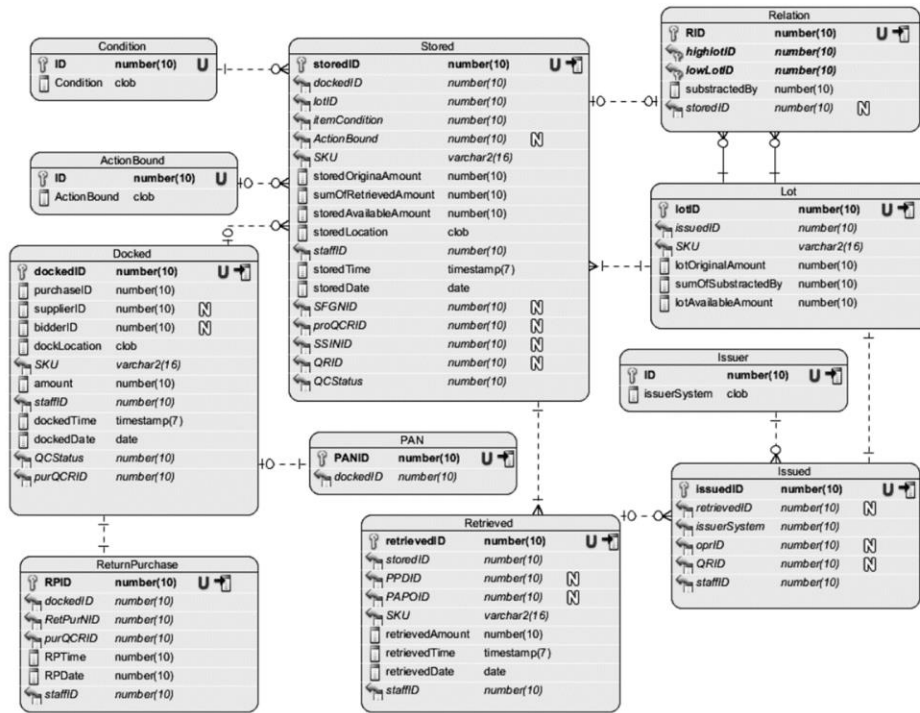 Condition
ID number(10) U
Condition clob
ActionBound
ID number(10) U
ActionBound clob
Docked
dockedID number(10) U
purchaseID number(10)
supplierID number(10) N
bidderID number(10) N
dockLocation clob
SKU varchar2(16)
amount number(10)
staffID number(10)
dockedTime timestamp(7)
dockedDate date
QCStatus number(10)
purQCRID number(10)
ReturnPurchase
RPID number(10) U
dockedID number(10)
RetPurNID number(10)
purQCRID number(10)
RPTime number(10)
RPDate number(10)
staffID number(10)
Stored
storedID number(10) U
dockedID number(10)
lotID number(10)
itemCondition number(10)
ActionBound number(10) N
SKU varchar2(16)
storedOriginaAmount number(10)
sumOfRetrievedAmount number(10)
storedAvailableAmount number(10)
storedLocation clob
staffID number(10)
storedTime timestamp(7)
storedDate date
SFGNID number(10) N
proQCRID number(10) N
SSINID number(10) N
QRID number(10) N
QCStatus number(10)
PAN
PANID number(10) U
dockedID number(10)
Retrieved
retrievedID number(10) U
storedID number(10)
PPDID number(10) N
PAPOID number(10) N
SKU varchar2(16)
retrievedAmount number(10)
retrievedTime timestamp(7)
retrievedDate date
staffID number(10)
Relation
RID number(10) U
highlotID number(10)
lowLotID number(10)
substractedBy number(10)
storedID number(10) N
Lot
lotID number(10) U
issuedID number(10)
SKU varchar2(16)
lotOriginalAmount number(10)
sumOfSubstractedBy number(10)
lotAvailableAmount number(10)
Issuer
ID number(10) U
issuerSystem clob
Issued
issuedID number(10) U
retrievedID number(10) N
issuerSystem number(10)
oprID number(10) N
QRID number(10) N
staffID number(10)